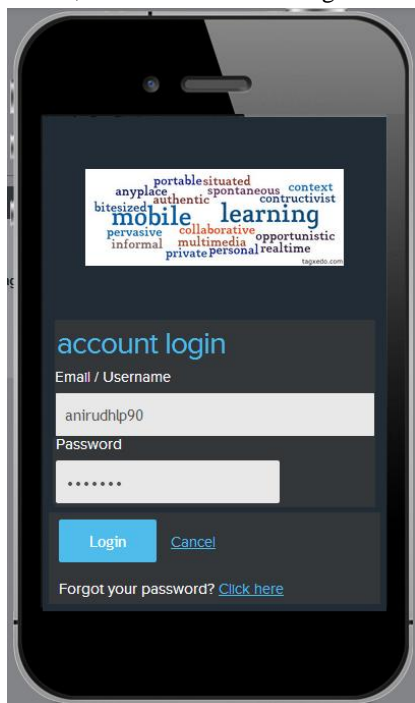 portable situated
anyplace spontaneous context
authentic contructivist
bitesized
mobile learning
pervasive collaborative opportunistic
informal multimedia
private personal realtime
tagxedo.com
account login
Email / Username
anirudhlp90
Password
•••••••
Login Cancel
Forgot your password? Click here